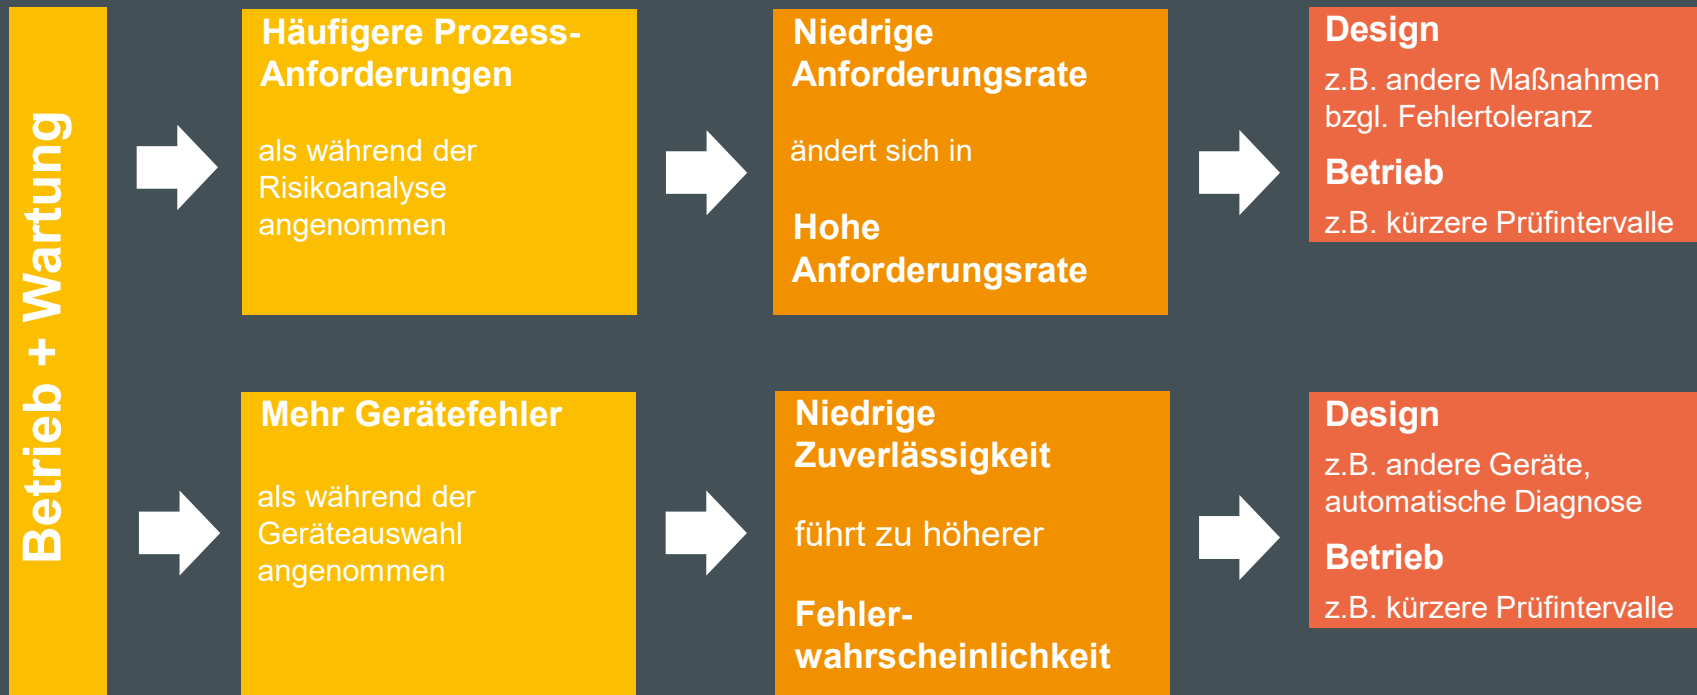 Betrieb + Wartung
Häufigere Prozess-
Anforderungen
als während der
Risikoanalyse
angenommen
Niedrige
Anforderungsrate
ändert sich in
Hohe
Anforderungsrate
Design
z.B. andere Maßnahmen
bzgl. Fehlertoleranz
Betrieb
z.B. kürzere Prüfintervalle
Mehr Gerätefehler
als während der
Geräteauswahl
angenommen
Niedrige
Zuverlässigkeit
führt zu höherer
Fehler-
wahrscheinlichkeit
Design
z.B. andere Geräte,
automatische Diagnose
Betrieb
z.B. kürzere Prüfintervalle